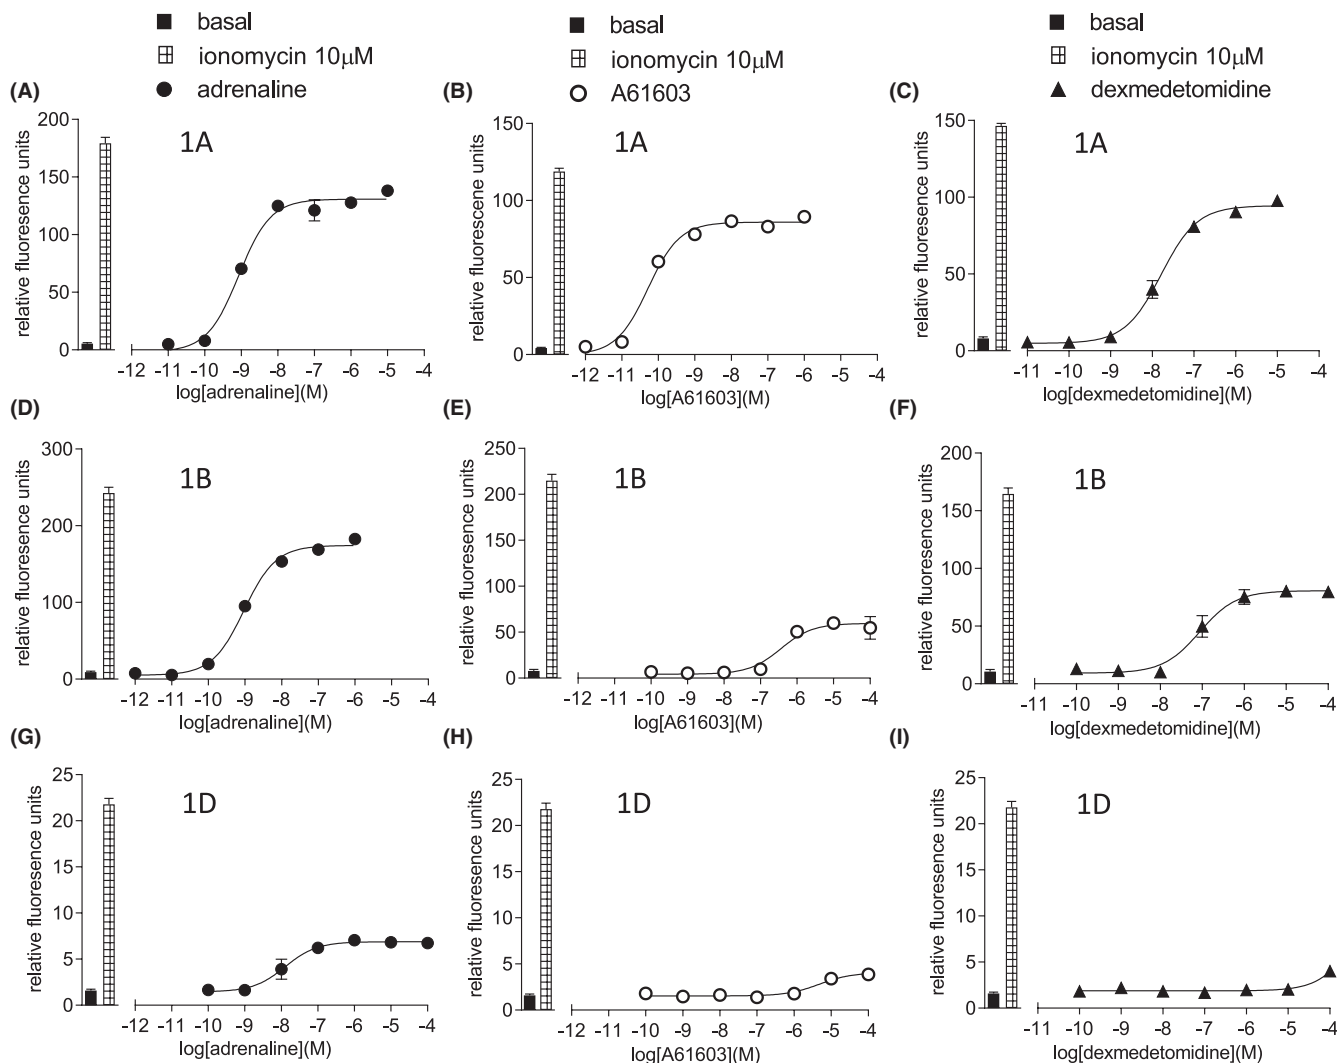 basal
ionomycin 10μM
adrenaline
basal
ionomycin 10μM
A61603
basal
ionomycin 10μM
dexmedetomidine
(A)
relative fluoresence units
200
150
100
50
0
1A
-12 -11 -10 -9 -8 -7 -6 -5 -4
log[adrenaline](M)
(B)
relative fluorescene units
150
100
50
0
1A
-12 -11 -10 -9 -8 -7 -6 -5 -4
log[A61603](M)
(C)
relative fluoresence units
150
100
50
0
1A
-11 -10 -9 -8 -7 -6 -5 -4
log[dexmedetomidine](M)
(D)
relative fluoresence units
300
200
100
0
1B
-12 -11 -10 -9 -8 -7 -6 -5 -4
log[adrenaline](M)
(E)
relative fluoresence units
250
200
150
100
50
0
1B
-12 -11 -10 -9 -8 -7 -6 -5 -4
log[A61603](M)
(F)
relative fluoresence units
200
150
100
50
0
1B
-11 -10 -9 -8 -7 -6 -5 -4
log[dexmedetomidine](M)
(G)
relative fluoresence units
25
20
15
10
5
0
1D
-12 -11 -10 -9 -8 -7 -6 -5 -4
log[adrenaline](M)
(H)
relative fluoresence units
25
20
15
10
5
0
1D
-12 -11 -10 -9 -8 -7 -6 -5 -4
log[A61603](M)
(I)
relative fluoresence units
25
20
15
10
5
0
1D
-11 -10 -9 -8 -7 -6 -5 -4
log[dexmedetomidine](M)